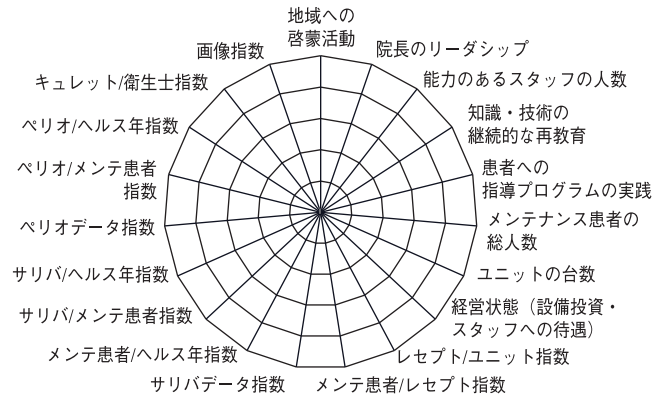 地域への
啓蒙活動
院長のリーダシップ
能力のあるスタッフの人数
知識・技術の
継続的な再教育
患者への
指導プログラムの実践
メンテナンス患者の
総人数
ユニットの台数
経営状態（設備投資・
スタッフへの待遇）
レセプト/ユニット指数
メンテ患者/レセプト指数
サリバデータ指数
メンテ患者/ヘルス年指数
サリバ/メンテ患者指数
サリバ/ヘルス年指数
ペリオデータ指数
ペリオ/メンテ患者
指数
ペリオ/ヘルス年指数
キュレット/衛生士指数
画像指数